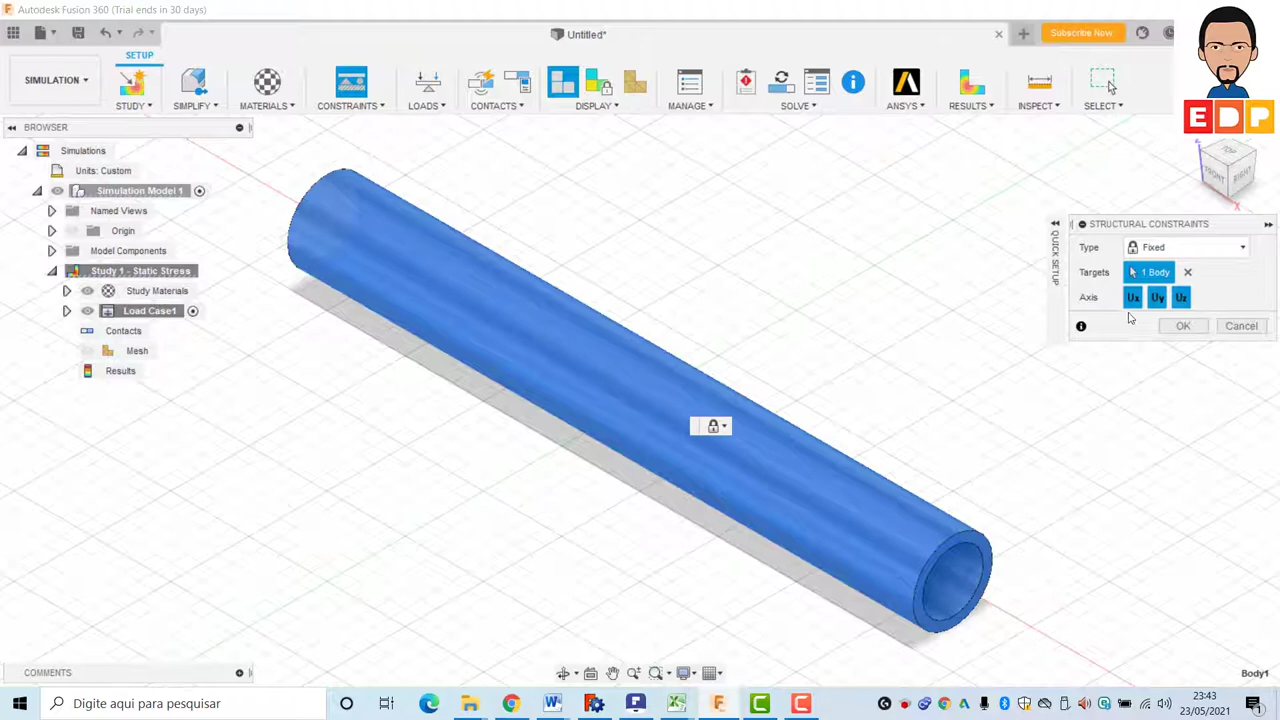 Autodesk Fusion 360 (Trial ends in 30 days)
Untitled*
Subscribe Now
SETUP
SIMULATION
STUDY
SIMPLIFY
MATERIALS
CONSTRAINTS
LOADS
CONTACTS
DISPLAY
MANAGE
SOLVE
ANSYS
RESULTS
INSPECT
SELECT
E D P
BROWSER
Simulations
Units: Custom
Simulation Model 1
Named Views
Origin
Model Components
Study 1 - Static Stress
Study Materials
Load Case1
Contacts
Mesh
Results
TOP
FRONT
RIGHT
Z
X
QUICK SETUP
STRUCTURAL CONSTRAINTS
Type Fixed
Targets 1 Body
Axis Ux Uy Uz
OK Cancel
COMMENTS
Body1
Digite aqui para pesquisar
23:43
23/05/2021